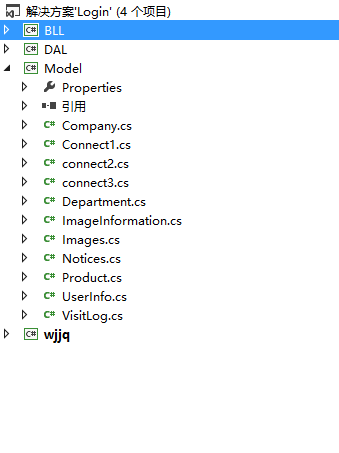 解决方案'Login' (4 个项目)
C# BLL
C# DAL
C# Model
Properties
引用
C# Company.cs
C# Connect1.cs
C# connect2.cs
C# connect3.cs
C# Department.cs
C# ImageInformation.cs
C# Images.cs
C# Notices.cs
C# Product.cs
C# UserInfo.cs
C# VisitLog.cs
C# wjjq